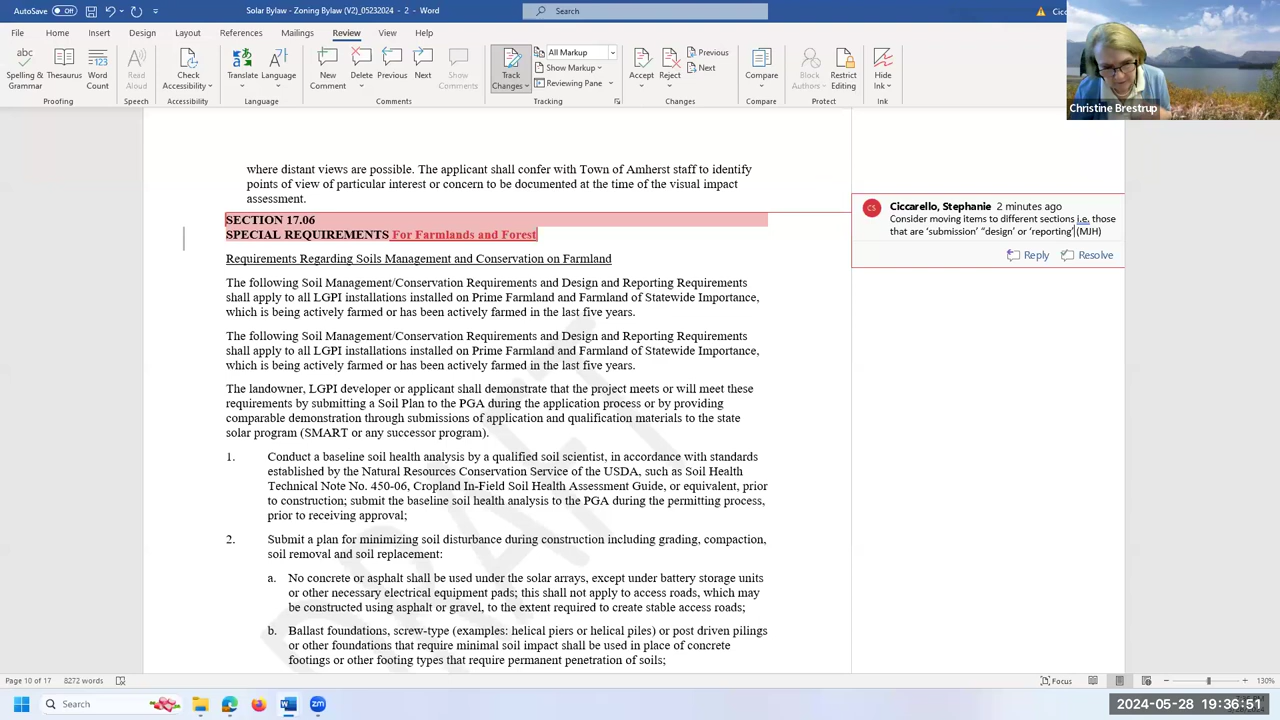 AutoSave Off
Solar Bylaw - Zoning Bylaw (V2)_05232024 - 2 - Word
Search
Cicc
File Home Insert Design Layout References Mailings Review View Help
abc
Spelling & Grammar
Thesaurus
Word Count
Read Aloud
Check Accessibility
Translate
Language
New Comment
Delete
Previous
Next
Show Comments
Track Changes
All Markup
Show Markup
Reviewing Pane
Accept
Reject
Previous
Next
Compare
Block Authors
Restrict Editing
Hide Ink
Proofing Speech Accessibility Language Comments Tracking Changes Compare Protect Ink
Christine Brestrup
where distant views are possible. The applicant shall confer with Town of Amherst staff to identify
points of view of particular interest or concern to be documented at the time of the visual impact
assessment.
SECTION 17.06
SPECIAL REQUIREMENTS For Farmlands and Forest
Requirements Regarding Soils Management and Conservation on Farmland
The following Soil Management/Conservation Requirements and Design and Reporting Requirements
shall apply to all LGPI installations installed on Prime Farmland and Farmland of Statewide Importance,
which is being actively farmed or has been actively farmed in the last five years.
The following Soil Management/Conservation Requirements and Design and Reporting Requirements
shall apply to all LGPI installations installed on Prime Farmland and Farmland of Statewide Importance,
which is being actively farmed or has been actively farmed in the last five years.
The landowner, LGPI developer or applicant shall demonstrate that the project meets or will meet these
requirements by submitting a Soil Plan to the PGA during the application process or by providing
comparable demonstration through submissions of application and qualification materials to the state
solar program (SMART or any successor program).
1. Conduct a baseline soil health analysis by a qualified soil scientist, in accordance with standards
established by the Natural Resources Conservation Service of the USDA, such as Soil Health
Technical Note No. 450-06, Cropland In-Field Soil Health Assessment Guide, or equivalent, prior
to construction; submit the baseline soil health analysis to the PGA during the permitting process,
prior to receiving approval;
2. Submit a plan for minimizing soil disturbance during construction including grading, compaction,
soil removal and soil replacement:
a. No concrete or asphalt shall be used under the solar arrays, except under battery storage units
or other necessary electrical equipment pads; this shall not apply to access roads, which may
be constructed using asphalt or gravel, to the extent required to create stable access roads;
b. Ballast foundations, screw-type (examples: helical piers or helical piles) or post driven pilings
or other foundations that require minimal soil impact shall be used in place of concrete
footings or other footing types that require permanent penetration of soils;
DRAFT
CS
Ciccarello, Stephanie 2 minutes ago
Consider moving items to different sections i.e. those
that are ‘submission’ “design’ or ‘reporting’(MJH)
Reply Resolve
Page 10 of 17 8272 words
Focus
130%
Search
2024-05-28 19:36:51